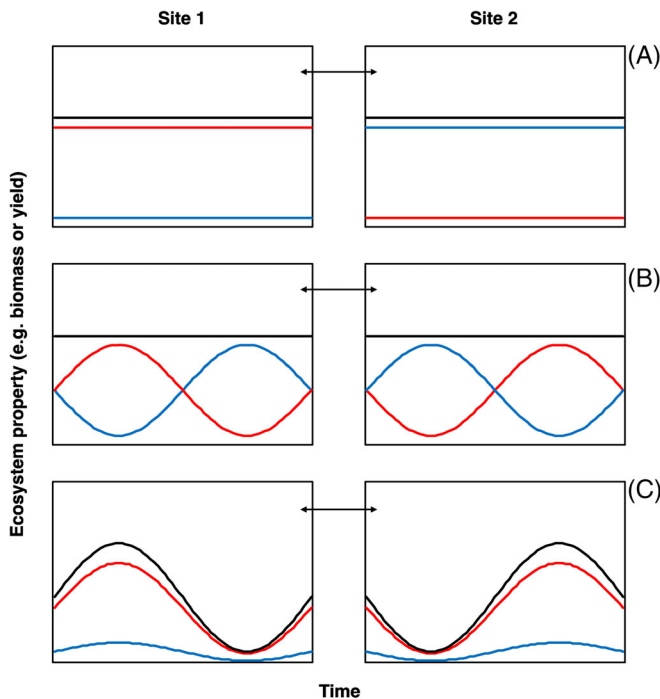 Site 1
Site 2
(A)
(B)
(C)
Ecosystem property (e.g. biomass or yield)
Time